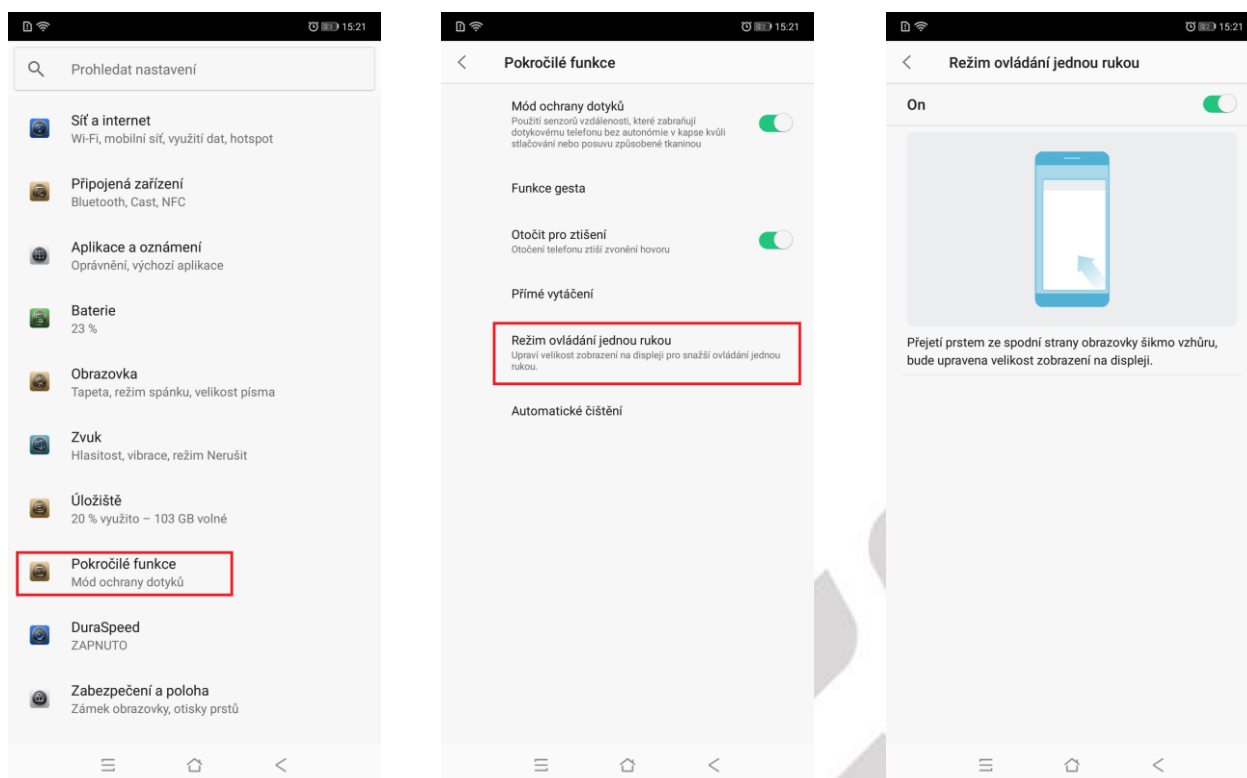 15:21
Prohledat nastavení
Síť a internet
Wi-Fi, mobilní síť, využití dat, hotspot
Připojená zařízení
Bluetooth, Cast, NFC
Aplikace a oznámení
Oprávnění, výchozí aplikace
Baterie
23 %
Obrazovka
Tapeta, režim spánku, velikost písma
Zvuk
Hlasitost, vibrace, režim Nerušit
Úložiště
20 % využito – 103 GB volné
Pokročilé funkce
Mód ochrany dotyků
DuraSpeed
ZAPNUTO
Zabezpečení a poloha
Zámek obrazovky, otisky prstů
15:21
Pokročilé funkce
Mód ochrany dotyků
Použití senzorů vzdálenosti, které zabraňují
dotykovému telefonu bez autonómie v kapse kvůli
stlačování nebo posuvu způsobené tkaninou
Funkce gesta
Otočit pro ztišení
Otočení telefonu ztiší zvonění hovoru
Přímé vytáčení
Režim ovládání jednou rukou
Upraví velikost zobrazení na displeji pro snažší ovládání jednou
rukou.
Automatické čištění
15:21
Režim ovládání jednou rukou
On
Přejetí prstem ze spodní strany obrazovky šikmo vzhůru,
bude upravena velikost zobrazení na displeji.